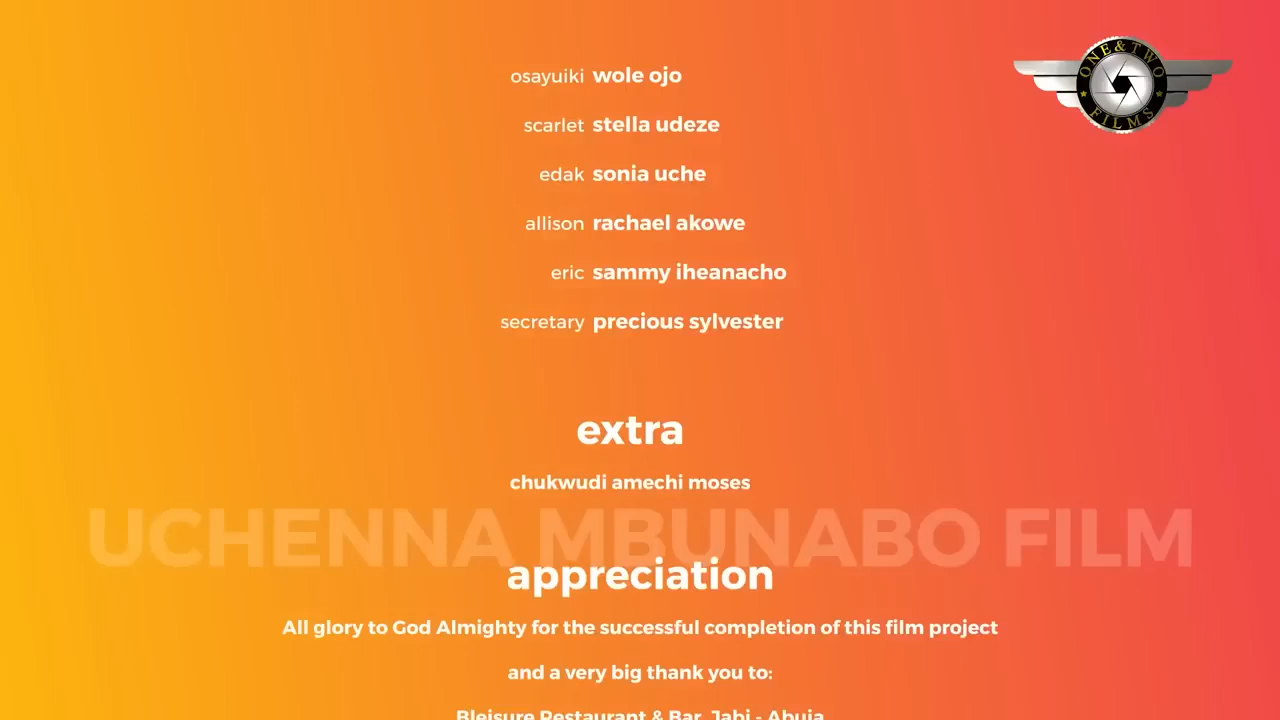 ONE&TWO
FILMS
osayuiki wole ojo
scarlet stella udeze
edak sonia uche
allison rachael akowe
eric sammy iheanacho
secretary precious sylvester
extra
chukwudi amechi moses
UCHENNA MBUNABO FILM
appreciation
All glory to God Almighty for the successful completion of this film project
and a very big thank you to:
Bleisure Restaurant & Bar, Jabi - Abuja